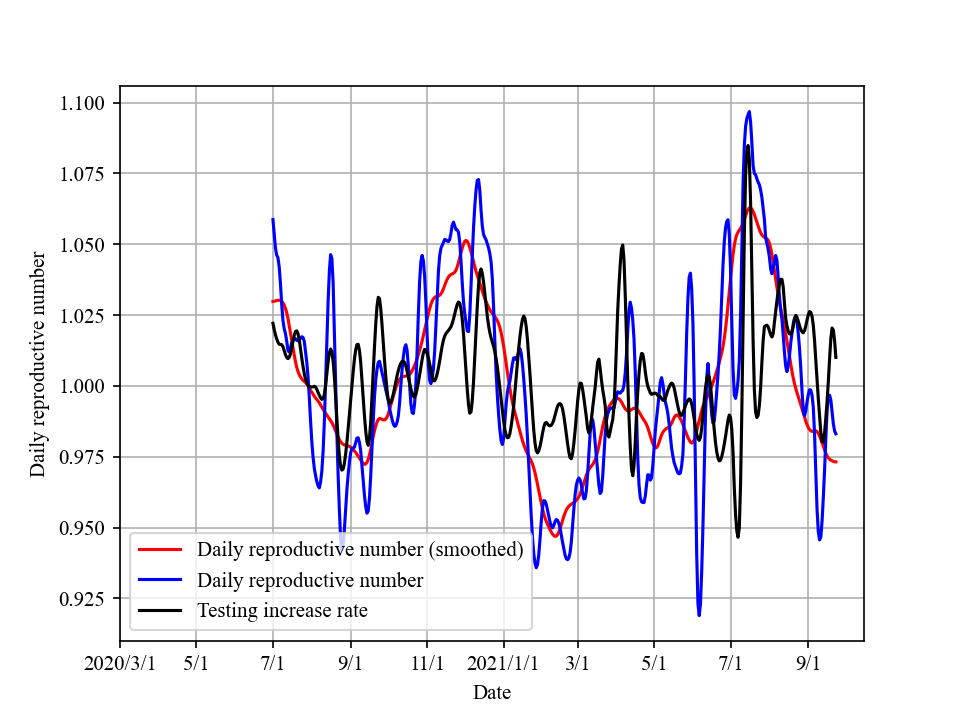 1.100
1.075
1.050
1.025
1.000
0.975
0.950
0.925
Daily reproductive number
Daily reproductive number (smoothed)
Daily reproductive number
Testing increase rate
2020/3/1 5/1 7/1 9/1 11/1 2021/1/1 3/1 5/1 7/1 9/1
Date